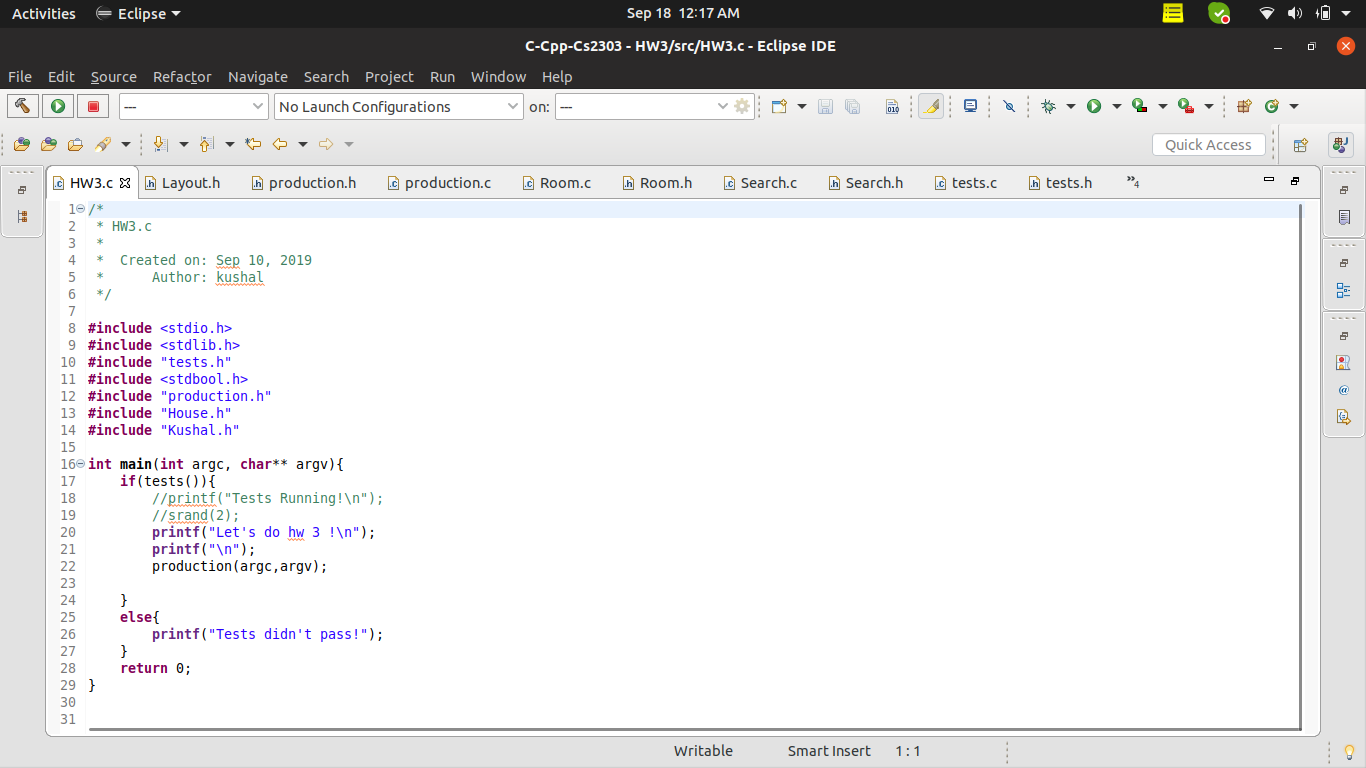 Activities Eclipse Sep 18 12:17 AM
C-Cpp-Cs2303 - HW3/src/HW3.c - Eclipse IDE
File Edit Source Refactor Navigate Search Project Run Window Help
--- No Launch Configurations on: ---
010
Quick Access
HW3.c Layout.h production.h production.c Room.c Room.h Search.c Search.h tests.c tests.h »4
1 /*
2  * HW3.c
3  *
4  *  Created on: Sep 10, 2019
5  *      Author: kushal
6  */
7
8 #include <stdio.h>
9 #include <stdlib.h>
10 #include "tests.h"
11 #include <stdbool.h>
12 #include "production.h"
13 #include "House.h"
14 #include "Kushal.h"
15
16 int main(int argc, char** argv){
17     if(tests()){
18         //printf("Tests Running!\n");
19         //srand(2);
20         printf("Let's do hw 3 !\n");
21         printf("\n");
22         production(argc,argv);
23
24     }
25     else{
26         printf("Tests didn't pass!");
27     }
28     return 0;
29 }
30
31
Writable Smart Insert 1 : 1